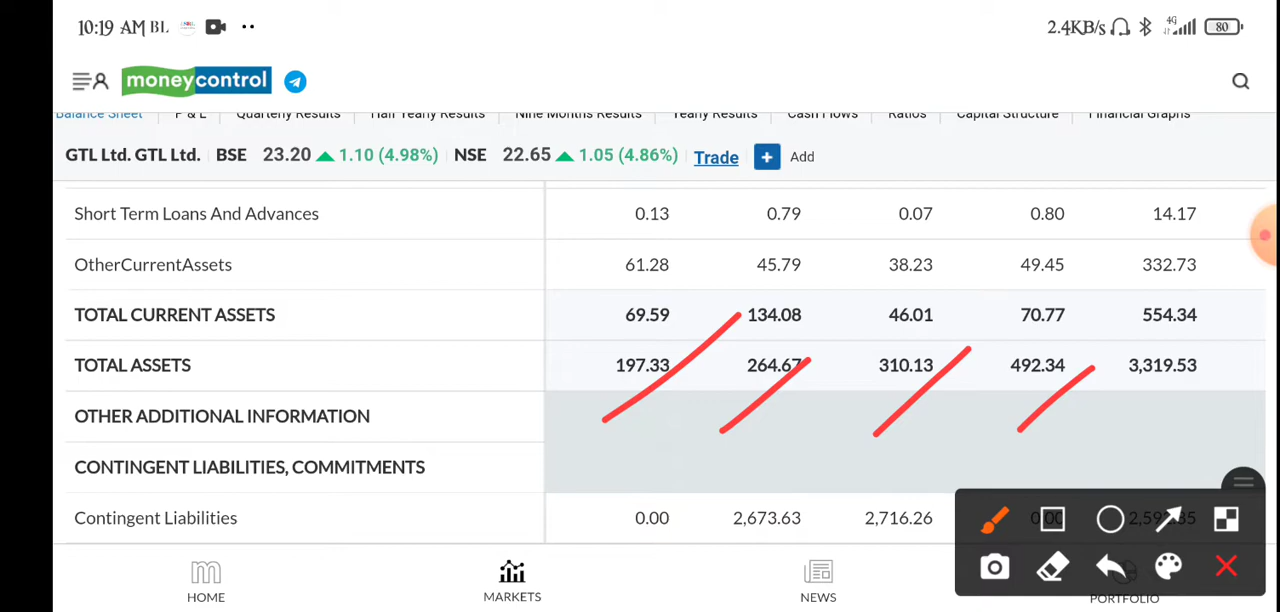 10:19 AM BL 2.4KB/s 4G 80
moneycontrol
Balance Sheet P & L Quarterly Results Half Yearly Results Nine Months Results Yearly Results Cash Flows Ratios Capital Structure Financial Graphs
GTL Ltd. GTL Ltd. BSE 23.20 1.10 (4.98%) NSE 22.65 1.05 (4.86%) Trade + Add
Short Term Loans And Advances 0.13 0.79 0.07 0.80 14.17
OtherCurrentAssets 61.28 45.79 38.23 49.45 332.73
TOTAL CURRENT ASSETS 69.59 134.08 46.01 70.77 554.34
TOTAL ASSETS 197.33 264.67 310.13 492.34 3,319.53
OTHER ADDITIONAL INFORMATION
CONTINGENT LIABILITIES, COMMITMENTS
Contingent Liabilities 0.00 2,673.63 2,716.26 0.00
HOME MARKETS NEWS PORTFOLIO